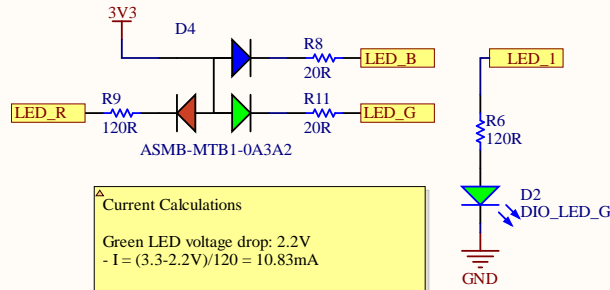 3V3
D4
R8
LED_B
20R
LED_1
R9
LED_R
120R
R11
LED_G
20R
R6
120R
ASMB-MTB1-0A3A2
D2
DIO_LED_G
GND
Current Calculations
Green LED voltage drop: 2.2V
- I = (3.3-2.2V)/120 = 10.83mA